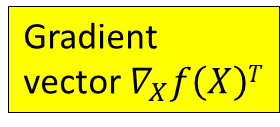 Gradient
vector ∇_X f(X)^T